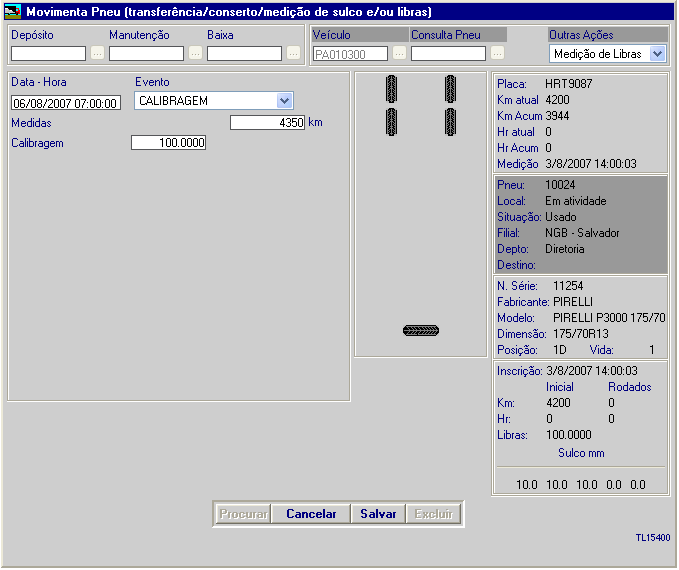 Movimenta Pneu (transferência/conserto/medição de sulco e/ou libras)
Depósito Manutenção Baixa Veículo Consulta Pneu Outras Ações
... ... ... PA010300 ... ... Medição de Libras
Data - Hora Evento
06/08/2007 07:00:00 CALIBRAGEM
Medidas 4350 km
Calibragem 100.0000
Placa: HRT9087
Km atual 4200
Km Acum 3944
Hr atual 0
Hr Acum 0
Medição 3/8/2007 14:00:03
Pneu: 10024
Local: Em atividade
Situação: Usado
Filial: NGB - Salvador
Depto: Diretoria
Destino:
N. Série: 11254
Fabricante: PIRELLI
Modelo: PIRELLI P3000 175/70
Dimensão: 175/70R13
Posição: 1D Vida: 1
Inscrição: 3/8/2007 14:00:03
Inicial Rodados
Km: 4200 0
Hr: 0 0
Libras: 100.0000
Sulco mm
10.0 10.0 10.0 0.0 0.0
Procurar Cancelar Salvar Excluir
TL15400